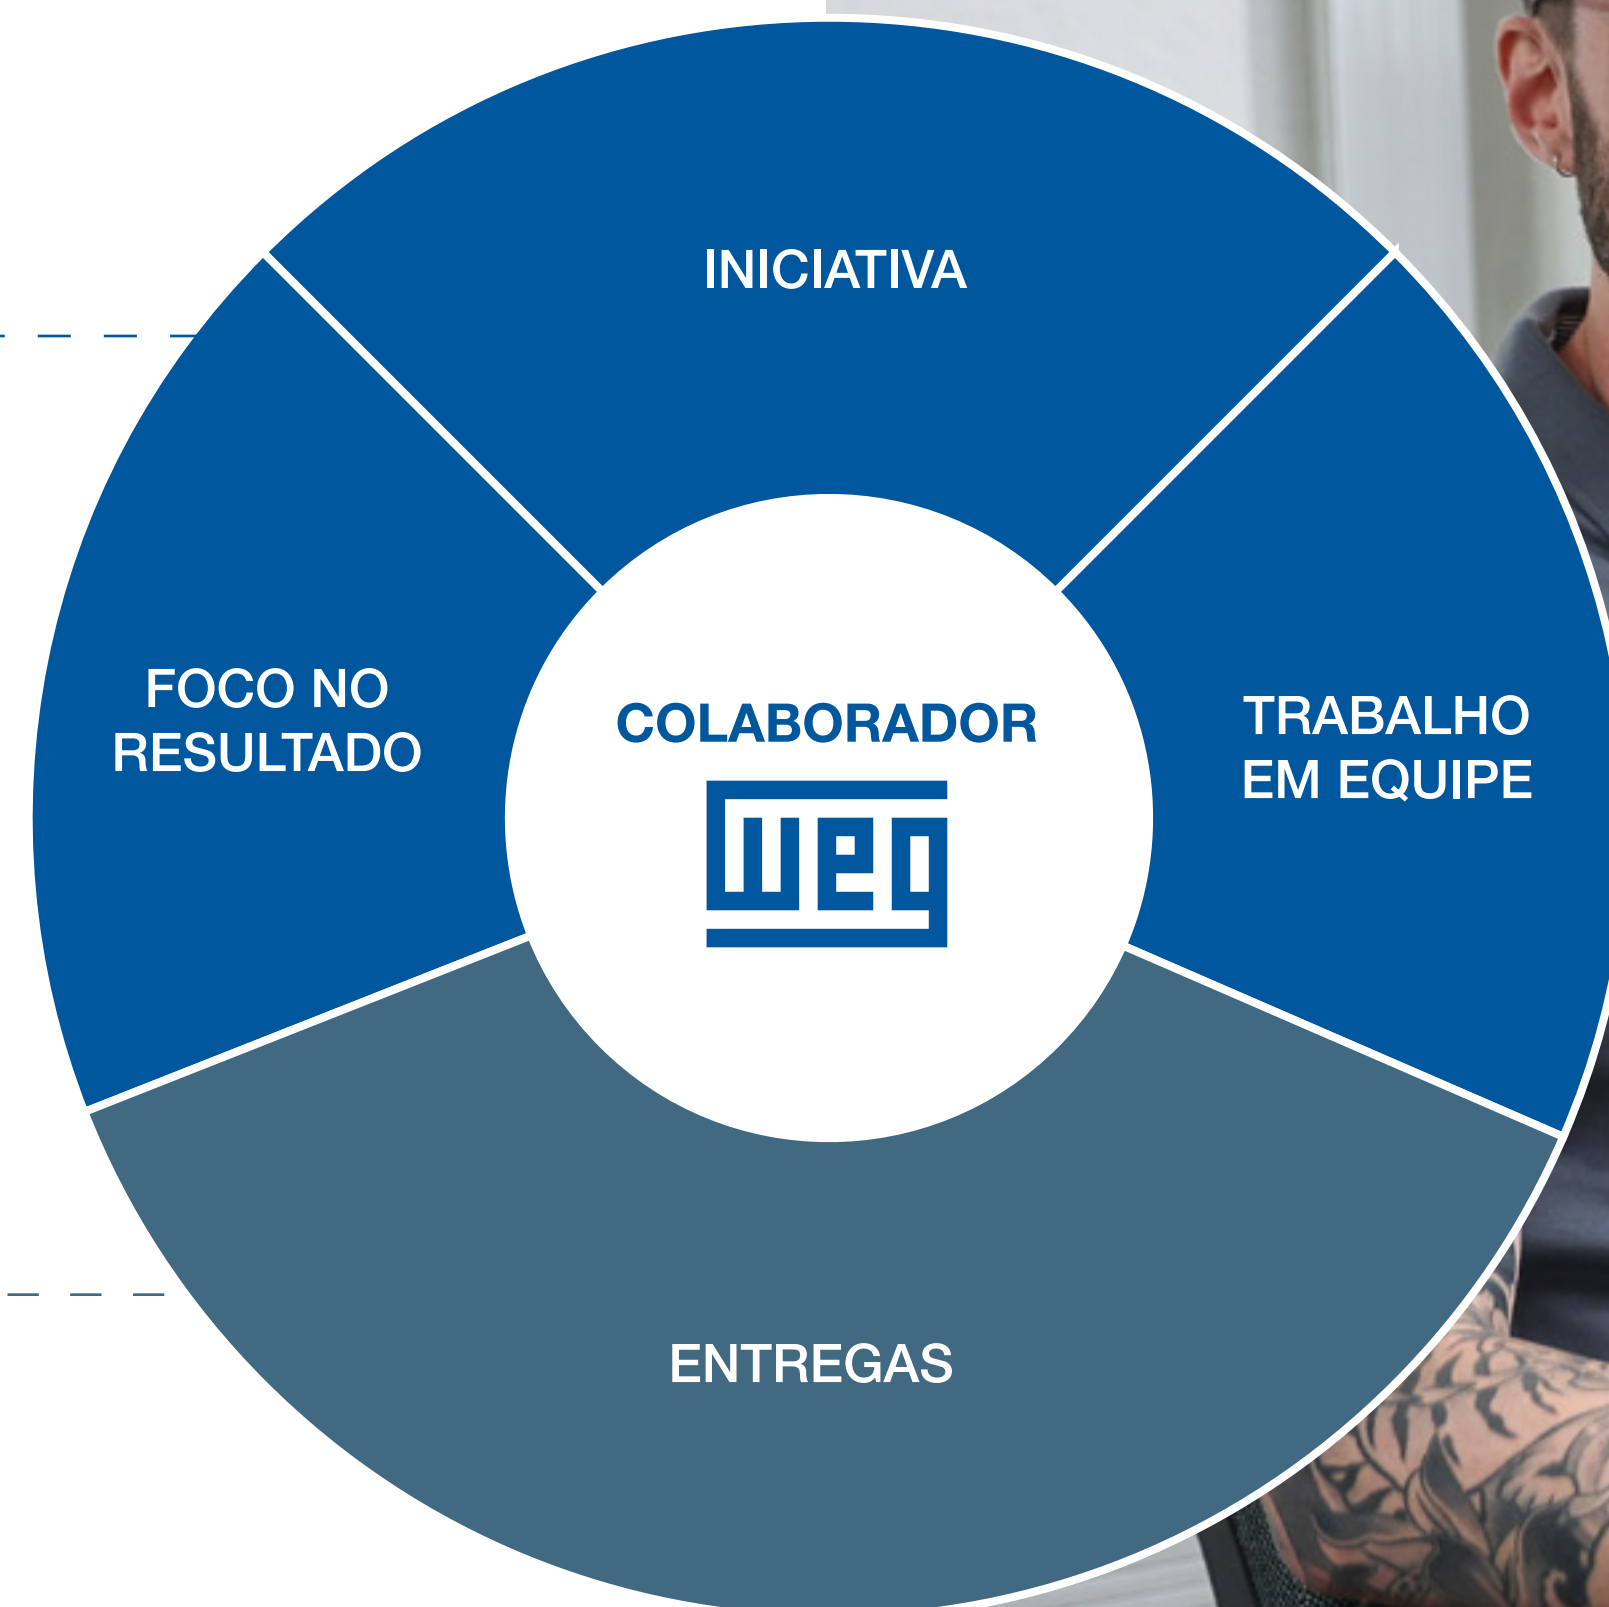 INICIATIVA
FOCO NO
RESULTADO
COLABORADOR
weg
TRABALHO
EM EQUIPE
ENTREGAS